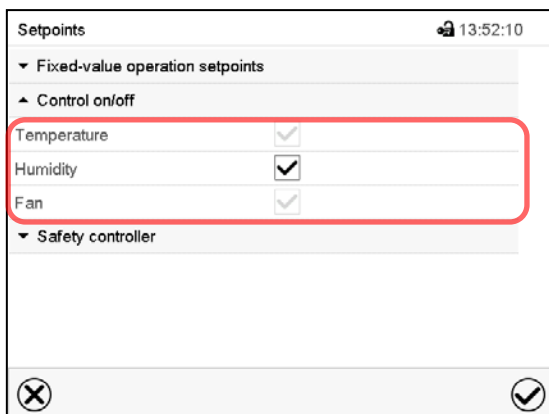 Setpoints 13:52:10
Fixed-value operation setpoints
Control on/off
Temperature
Humidity
Fan
Safety controller